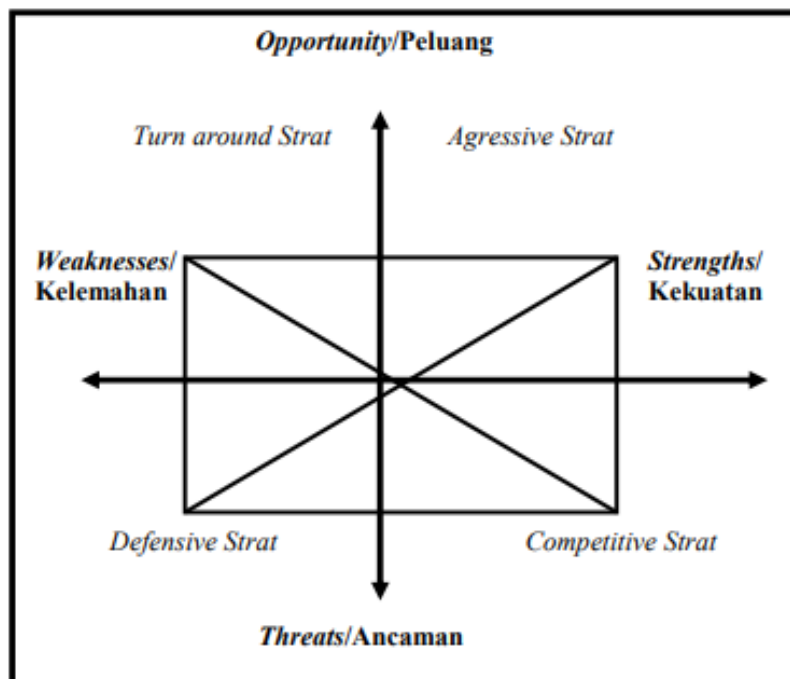 Opportunity/Peluang
Turn around Strat
Agressive Strat
Weaknesses/
Kelemahan
Strengths/
Kekuatan
Defensive Strat
Competitive Strat
Threats/Ancaman